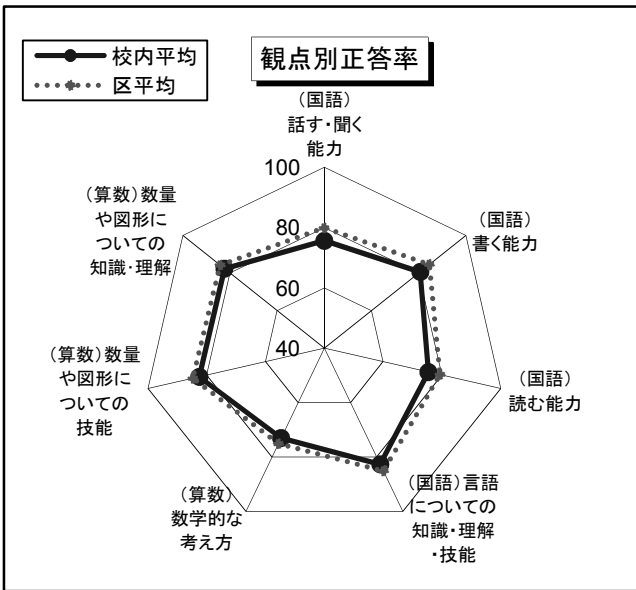 校内平均
区平均
観点別正答率
(国語)
話す・聞く
能力
(国語)
書く能力
(国語)
読む能力
(国語)言語
についての
知識・理解
・技能
(算数)
数学的な
考え方
(算数)数量
や図形に
ついての
技能
(算数)数量
や図形に
ついての
知識・理解
100
80
60
40